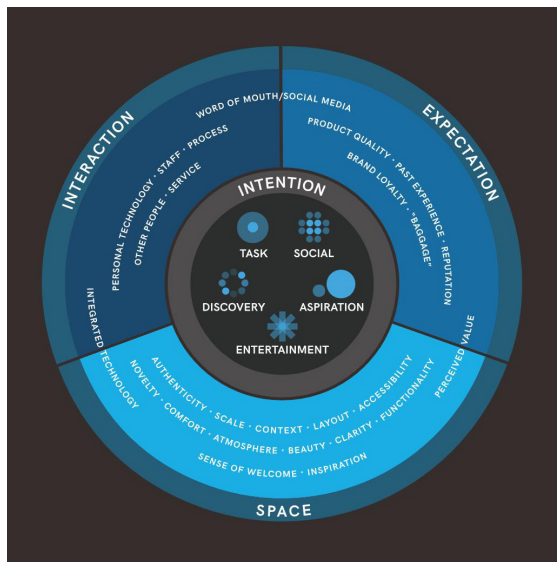 INTERACTION
EXPECTATION
WORD OF MOUTH/SOCIAL MEDIA
PERSONAL TECHNOLOGY · STAFF · PROCESS
OTHER PEOPLE · SERVICE
PRODUCT QUALITY · PAST EXPERIENCE · REPUTATION
BRAND LOYALTY · "BAGGAGE"
INTENTION
TASK
SOCIAL
DISCOVERY
ASPIRATION
ENTERTAINMENT
INTEGRATED TECHNOLOGY
PERCEIVED VALUE
AUTHENTICITY · SCALE · CONTEXT · LAYOUT · ACCESSIBILITY
NOVELTY · COMFORT · ATMOSPHERE · BEAUTY · CLARITY · FUNCTIONALITY
SENSE OF WELCOME · INSPIRATION
SPACE